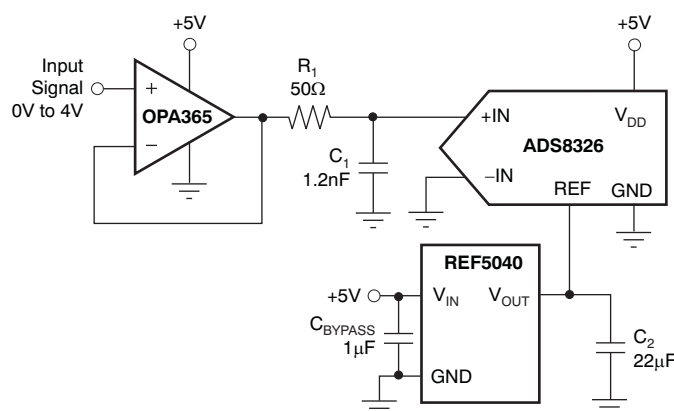 +5V
Input
Signal
0V to 4V
+
OPA365
−
R1
50Ω
C1
1.2nF
+5V
+IN
VDD
ADS8326
−IN
REF
GND
REF5040
+5V
VIN
VOUT
CBYPASS
1μF
GND
C2
22μF